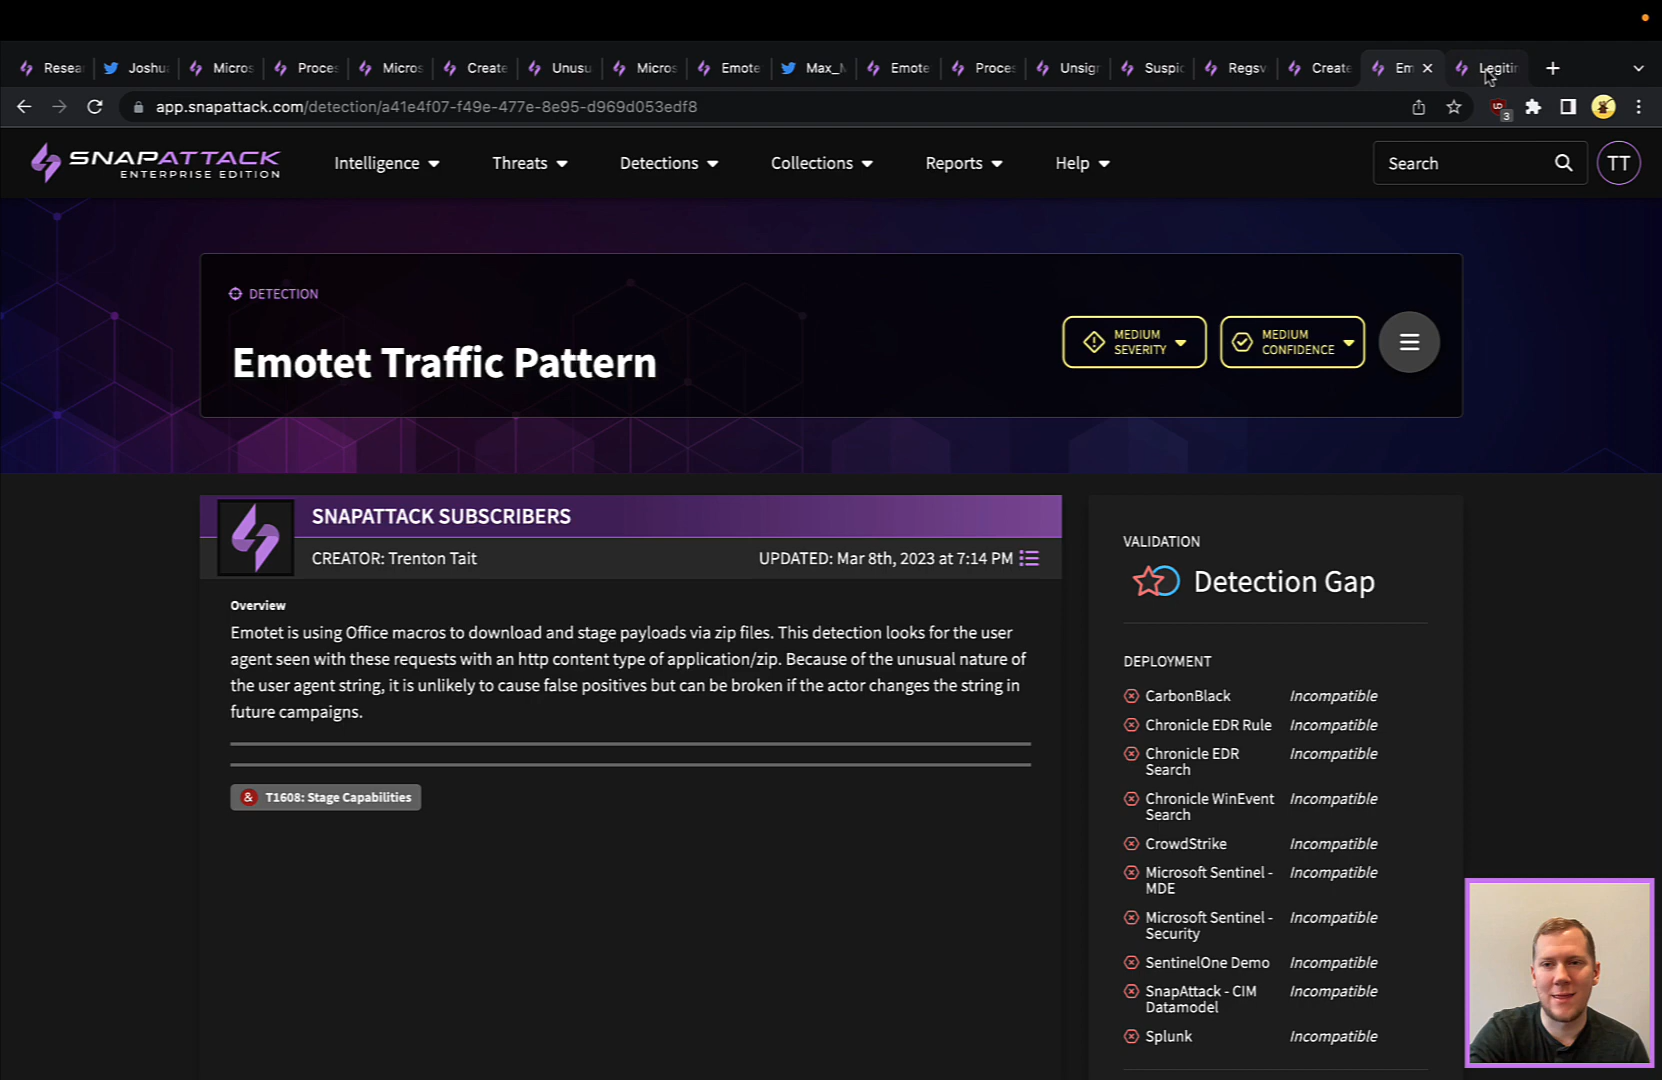 Resea
Joshu
Micros
Proces
Micros
Create
Unusu
Micros
Emote
Max_M
Emote
Proces
Unsign
Suspic
Regsv
Create
Em
Legitin
app.snapattack.com/detection/a41e4f07-f49e-477e-8e95-d969d053edf8
3
SNAPATTACK
ENTERPRISE EDITION
Intelligence
Threats
Detections
Collections
Reports
Help
Search
TT
DETECTION
Emotet Traffic Pattern
MEDIUM
SEVERITY
MEDIUM
CONFIDENCE
SNAPATTACK SUBSCRIBERS
CREATOR: Trenton Tait
UPDATED: Mar 8th, 2023 at 7:14 PM
Overview
Emotet is using Office macros to download and stage payloads via zip files. This detection looks for the user
agent seen with these requests with an http content type of application/zip. Because of the unusual nature of
the user agent string, it is unlikely to cause false positives but can be broken if the actor changes the string in
future campaigns.
& T1608: Stage Capabilities
VALIDATION
Detection Gap
DEPLOYMENT
CarbonBlack Incompatible
Chronicle EDR Rule Incompatible
Chronicle EDR Incompatible
Search
Chronicle WinEvent Incompatible
Search
CrowdStrike Incompatible
Microsoft Sentinel - Incompatible
MDE
Microsoft Sentinel - Incompatible
Security
SentinelOne Demo Incompatible
SnapAttack - CIM Incompatible
Datamodel
Splunk Incompatible